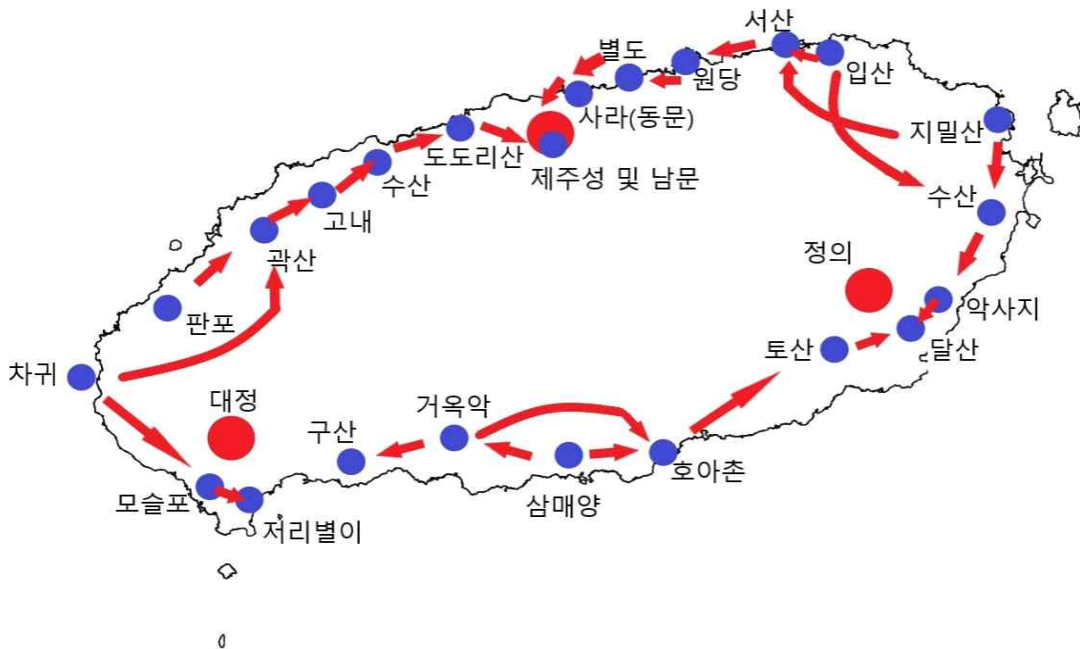 서산
별도
원당
입산
사라(동문)
도도리산
지밀산
수산
제주성 및 남문
고내
수산
곽산
정의
판포
악사지
토산
달산
차귀
대정
거옥악
구산
호아촌
모슬포
삼매양
저리별이